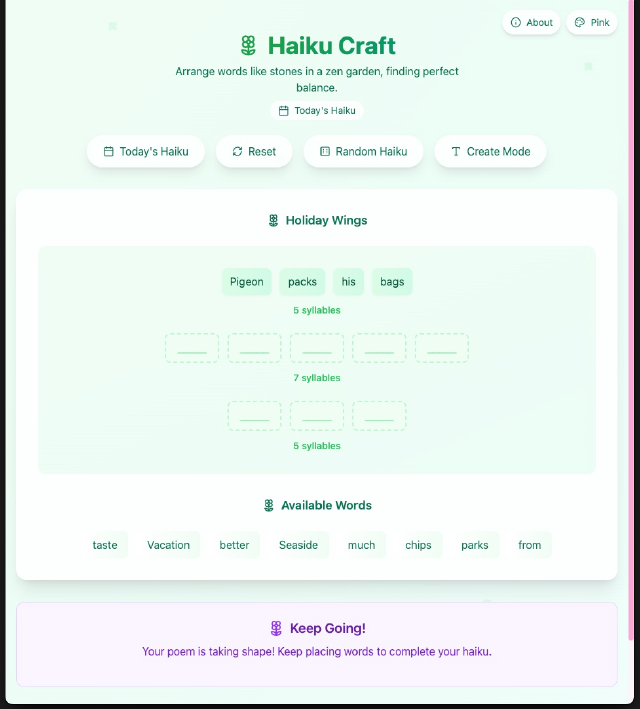 About
Pink
Haiku Craft
Arrange words like stones in a zen garden, finding perfect
balance.
Today's Haiku
Today's Haiku
Reset
Random Haiku
Create Mode
Holiday Wings
Pigeon packs his bags
5 syllables
7 syllables
5 syllables
Available Words
taste Vacation better Seaside much chips parks from
Keep Going!
Your poem is taking shape! Keep placing words to complete your haiku.